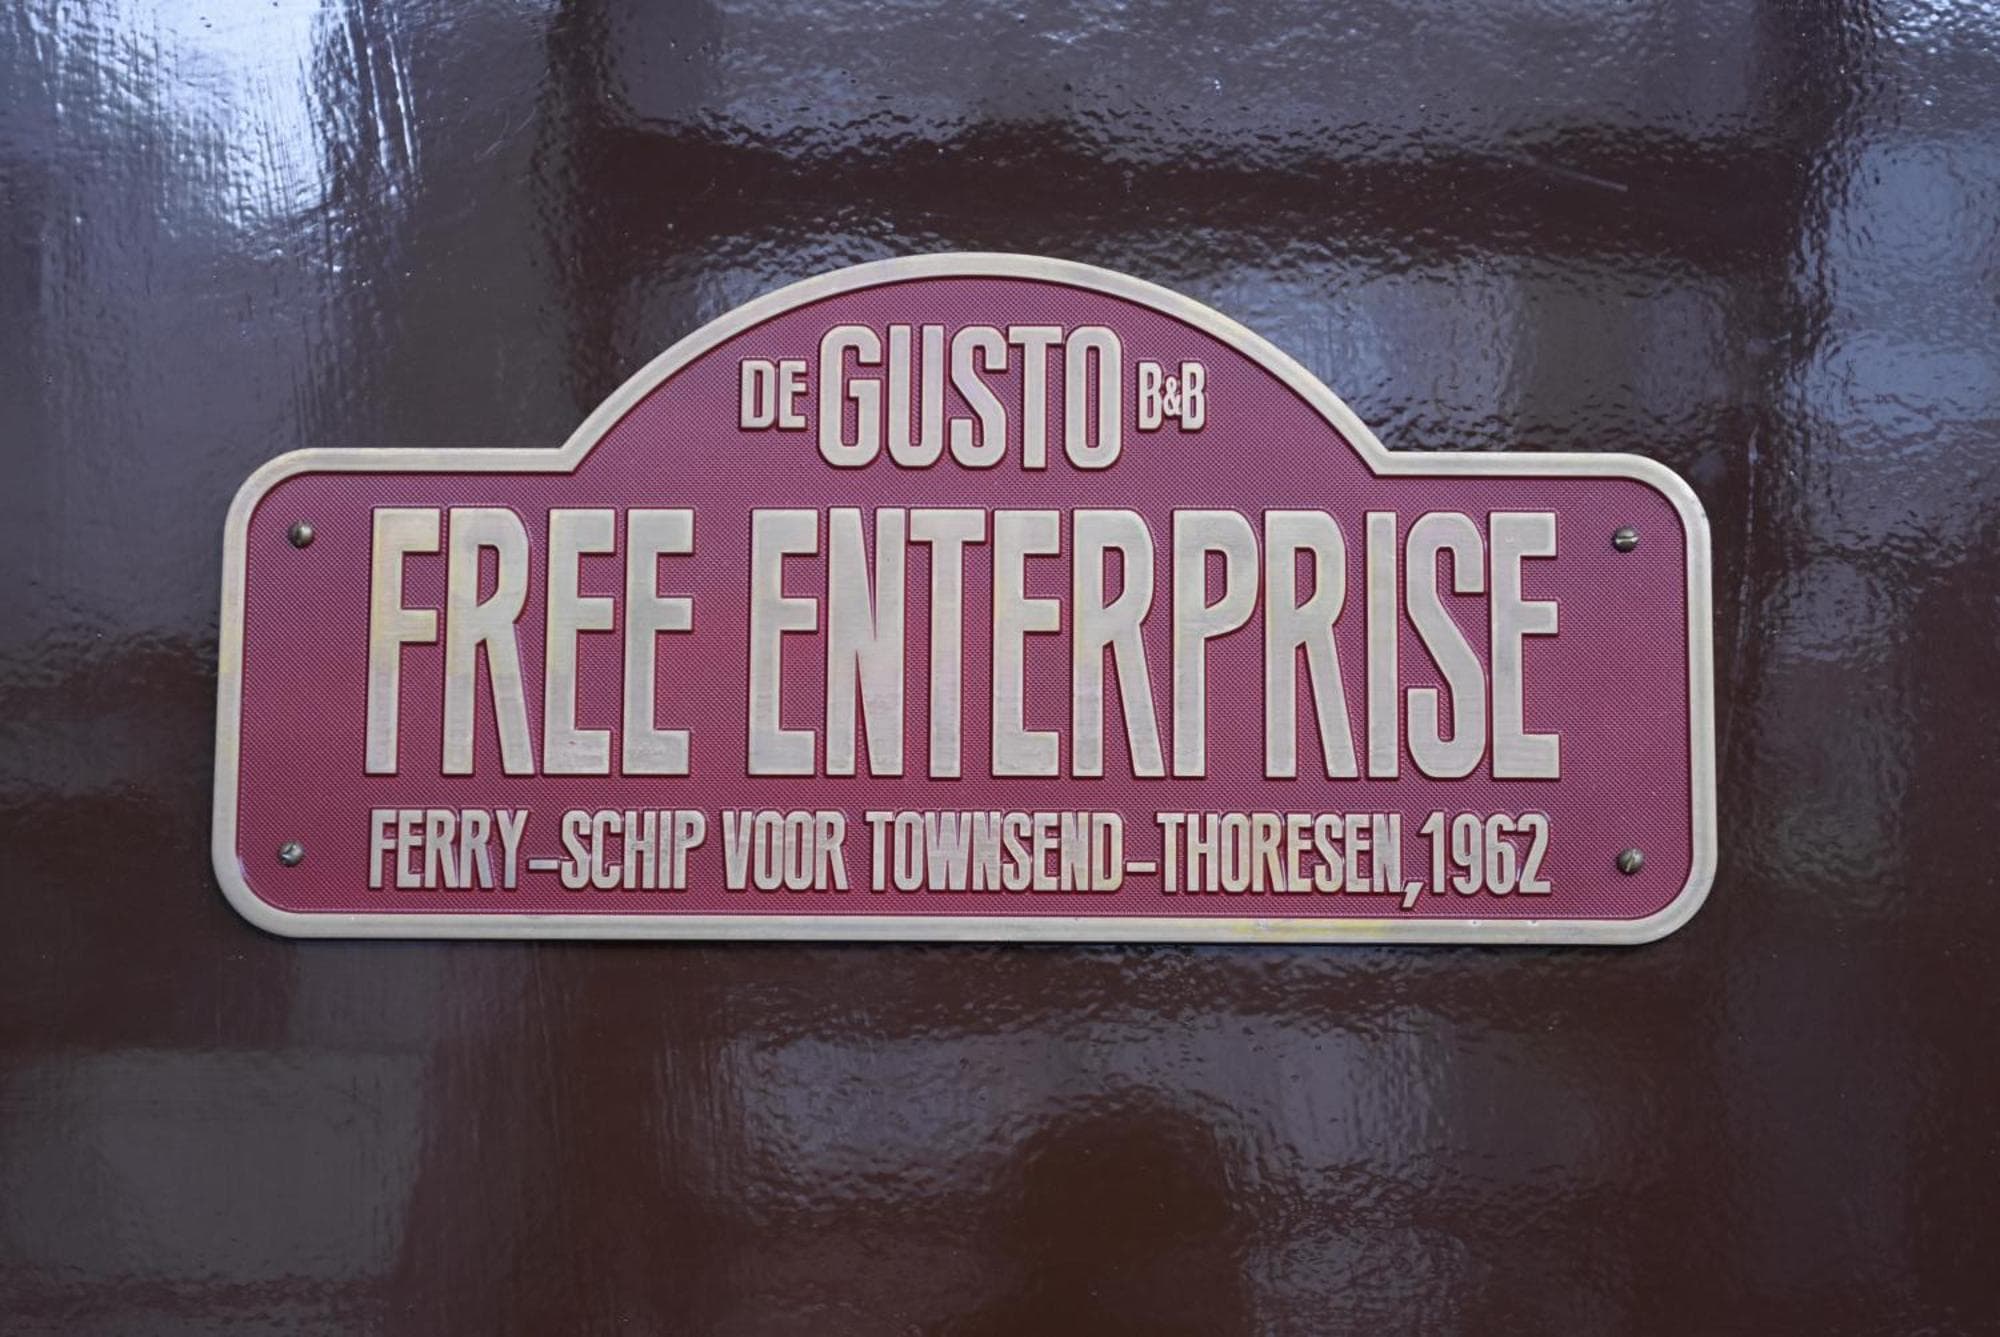 DE GUSTO B&B
FREE ENTERPRISE
FERRY-SCHIP VOOR TOWNSEND-THORESEN, 1962